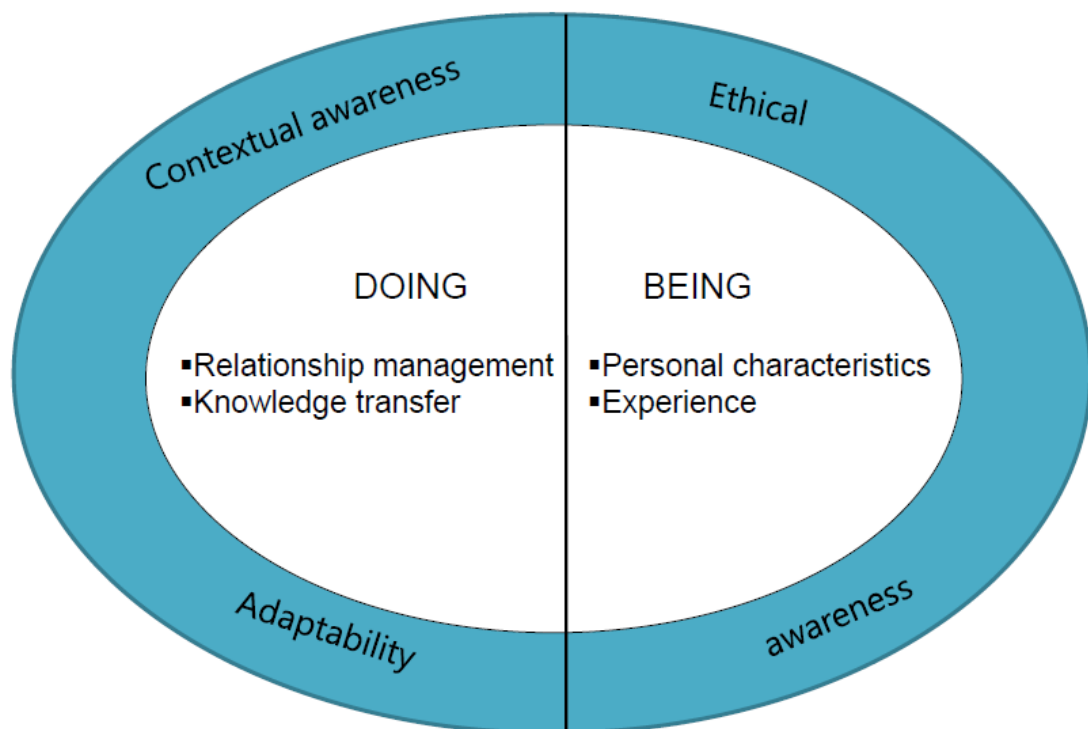 Contextual awareness
Ethical
DOING
▪Relationship management
▪Knowledge transfer
BEING
▪Personal characteristics
▪Experience
Adaptability
awareness